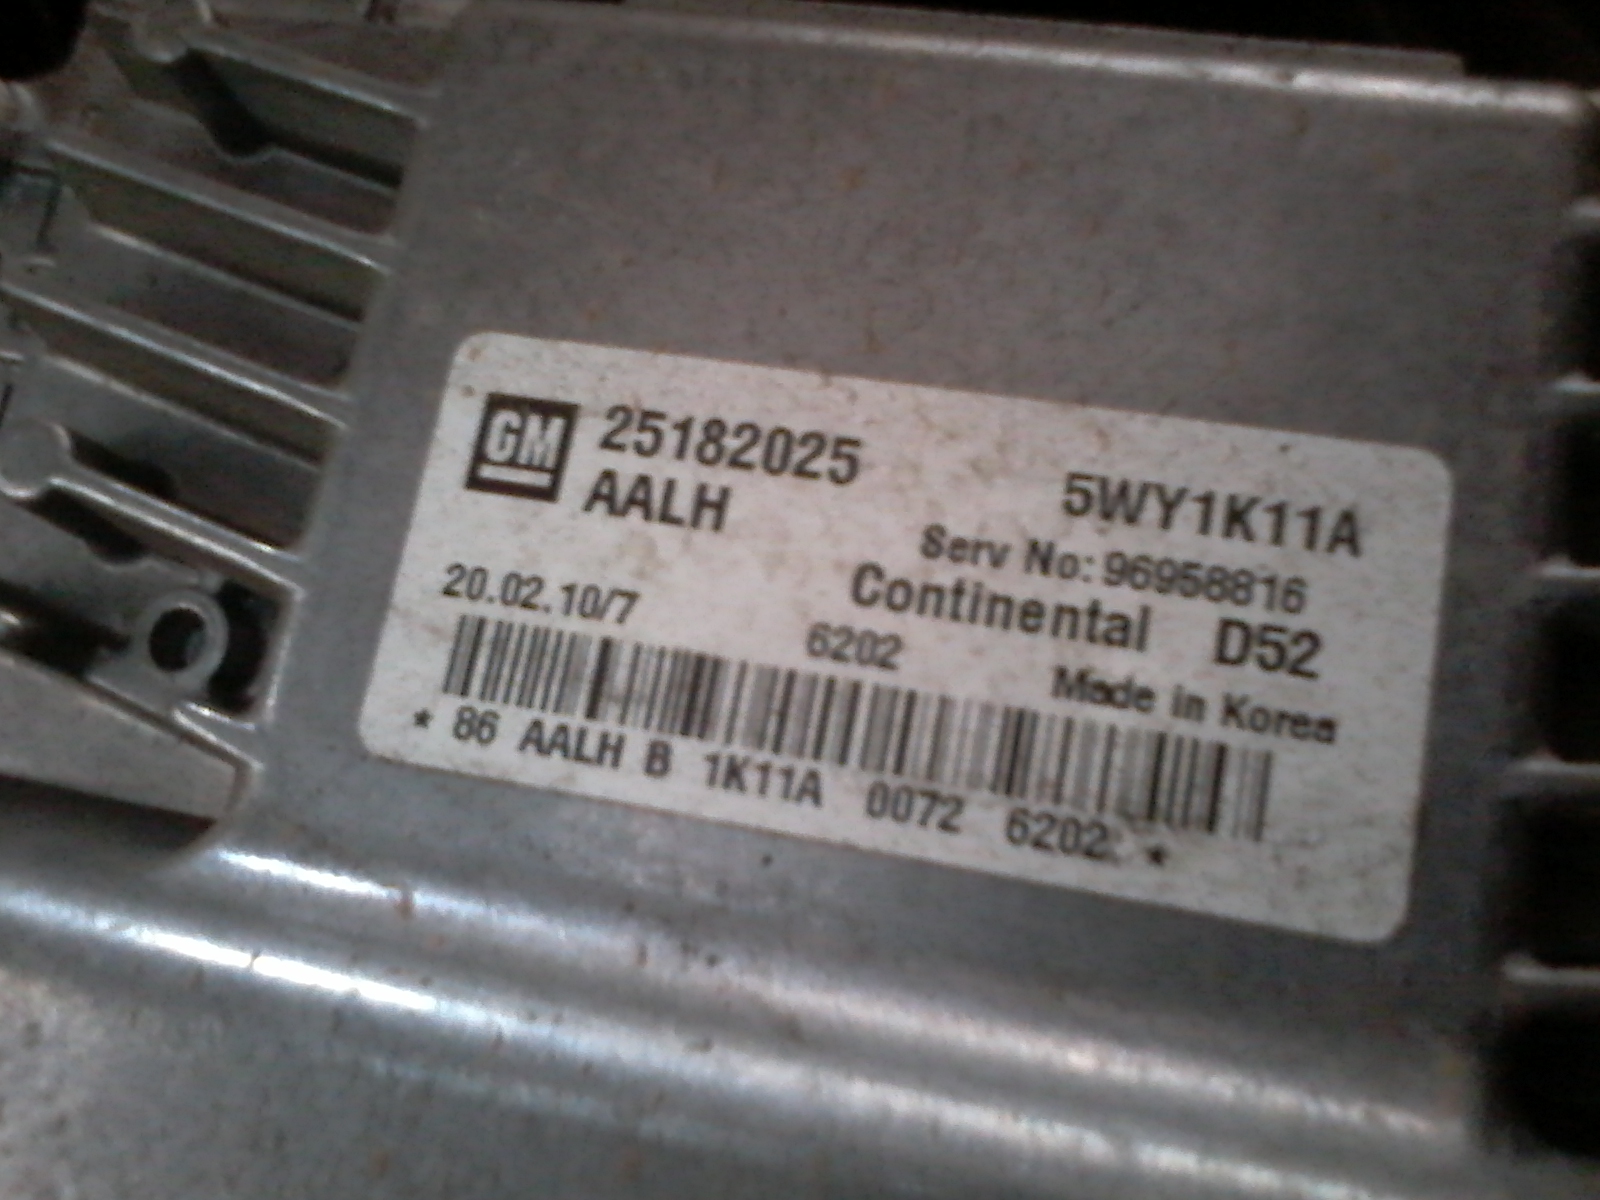 GM 25182025
AALH
5WY1K11A
Serv No: 96958816
Continental D52
20.02.10/7
6202
Made in Korea
* 86 AALH B 1K11A 0072 6202 *